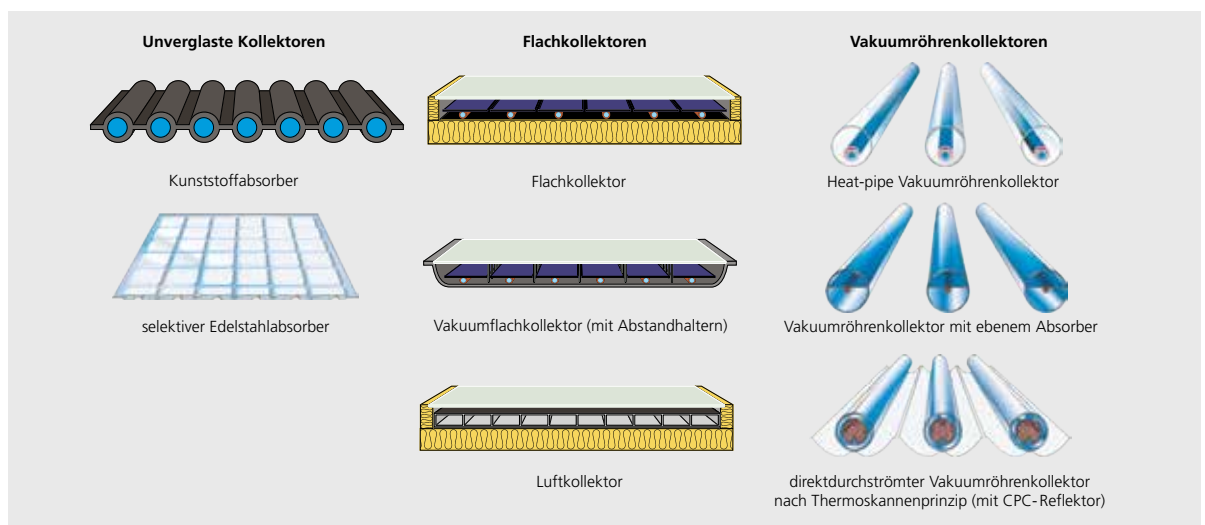 Unverglaste Kollektoren
Flachkollektoren
Vakuumröhrenkollektoren
Kunststoffabsorber
Flachkollektor
Heat-pipe Vakuumröhrenkollektor
selektiver Edelstahlabsorber
Vakuumflachkollektor (mit Abstandhaltern)
Vakuumröhrenkollektor mit ebenem Absorber
Luftkollektor
direktdurchströmter Vakuumröhrenkollektor
nach Thermoskannenprinzip (mit CPC-Reflektor)